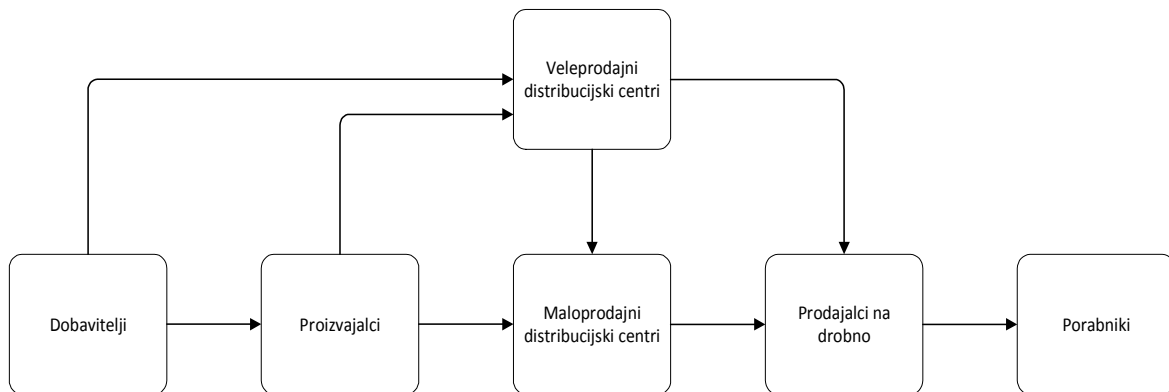 Veleprodajni
distribucijski centri
Dobavitelji
Proizvajalci
Maloprodajni
distribucijski centri
Prodajalci na
drobno
Porabniki